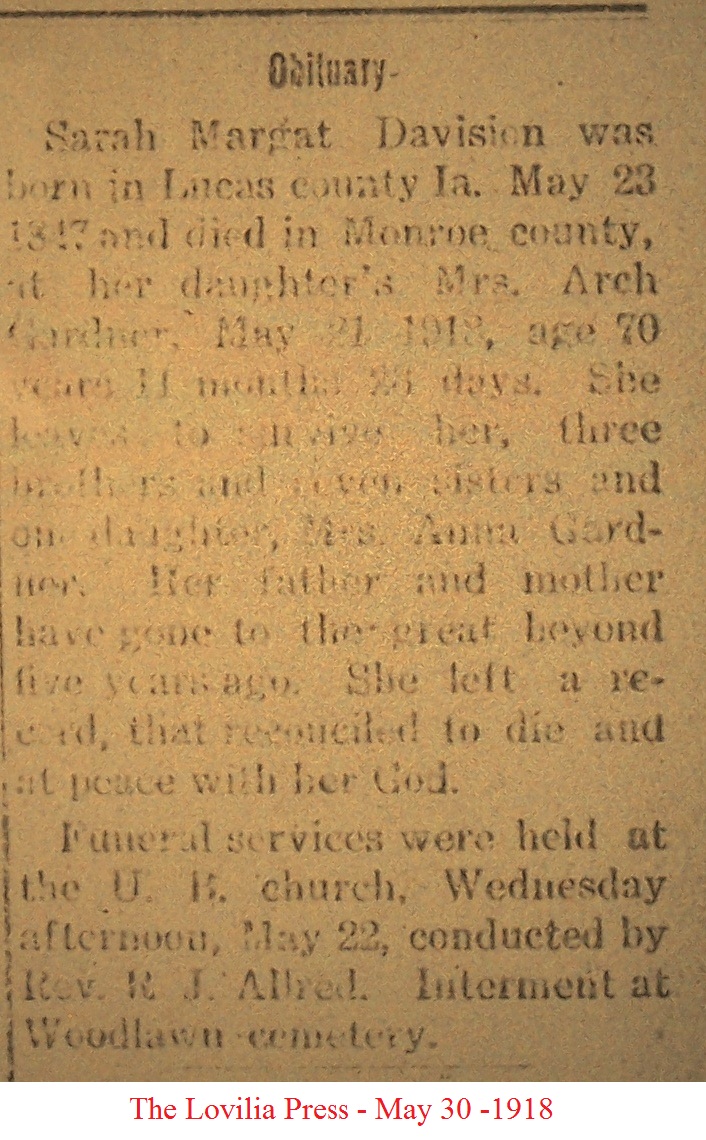 Obituary-
Sarah Margat Davision was
born in Lucas county Ia. May 23
1847 and died in Monroe county,
at her daughter's Mrs. Arch
Gardner, May 21 1918, age 70
years 11 months 28 days. She
leaves to survive her, three
brothers and seven sisters and
one daughter, Mrs. Anna Gard-
ner. Her father and mother
have gone to the great beyond
five years ago. She left a re-
cord, that reconciled to die and
at peace with her God.
Funeral services were held at
the U. B. church, Wednesday
afternoon, May 22, conducted by
Rev. R. J. Allred. Interment at
Woodlawn cemetery.
The Lovilia Press - May 30 -1918